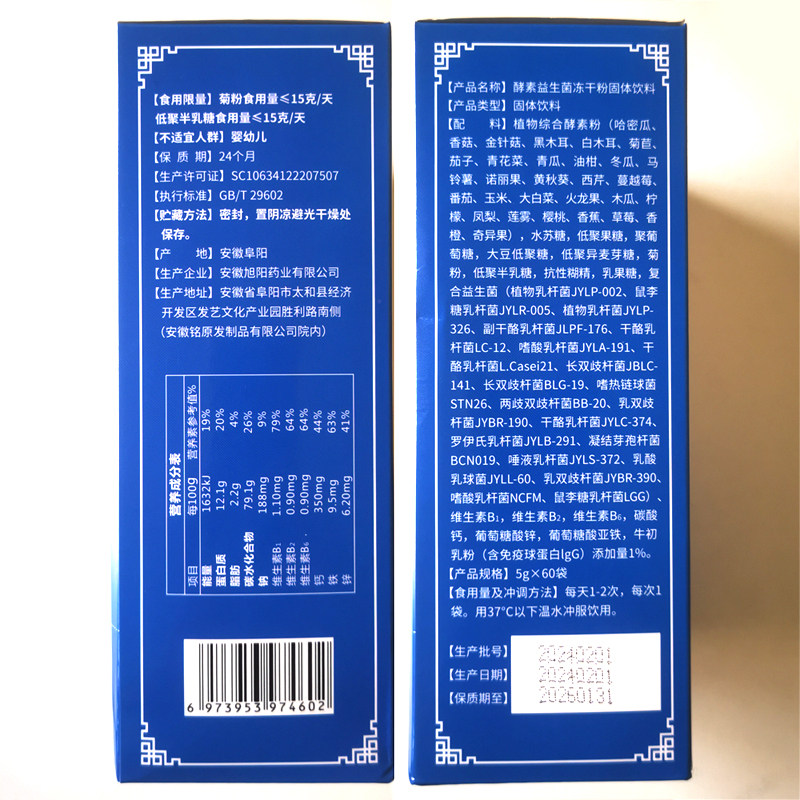 【食用限量】菊粉食用量≤15克/天
低聚半乳糖食用量≤15克/天
【不适宜人群】婴幼儿
【保 质 期】24个月
【生产许可证】SC10634122207507
【执行标准】GB/T 29602
【贮藏方法】密封，置阴凉避光干燥处
保存。
【产 地】安徽阜阳
【生产企业】安徽旭阳药业有限公司
【生产地址】安徽省阜阳市太和县经济
开发区发艺文化产业园胜利路南侧
（安徽铭原发制品有限公司院内）
营养成分表
项目 每100g 营养素参考值%
能量 1632kJ 19%
蛋白质 12.1g 20%
脂肪 2.2g 4%
碳水化合物 79.1g 26%
钠 188mg 9%
维生素B₁ 1.10mg 79%
维生素B₂ 0.90mg 64%
维生素B₆ 0.90mg 64%
钙 350mg 44%
铁 9.5mg 63%
锌 6.20mg 41%
6 973953 974602
【产品名称】酵素益生菌冻干粉固体饮料
【产品类型】固体饮料
【配 料】植物综合酵素粉（哈密瓜、
香菇、金针菇、黑木耳、白木耳、菊苣、
茄子、青花菜、青瓜、油柑、冬瓜、马
铃薯、诺丽果、黄秋葵、西芹、蔓越莓、
番茄、玉米、大白菜、火龙果、木瓜、柠
檬、凤梨、莲雾、樱桃、香蕉、草莓、香
橙、奇异果），水苏糖，低聚果糖，聚葡
萄糖，大豆低聚糖，低聚异麦芽糖，菊
粉，低聚半乳糖，抗性糊精，乳果糖，复
合益生菌（植物乳杆菌JYLP-002、鼠李
糖乳杆菌JYLR-005、植物乳杆菌JYLP-
326、副干酪乳杆菌JLPF-176、干酪乳
杆菌LC-12、嗜酸乳杆菌JYLA-191、干
酪乳杆菌L.Casei21、长双歧杆菌JBLC-
141、长双歧杆菌BLG-19、嗜热链球菌
STN26、两歧双歧杆菌BB-20、乳双歧
杆菌JYBR-190、干酪乳杆菌JYLC-374、
罗伊氏乳杆菌JYLB-291、凝结芽孢杆菌
BCN019、唾液乳杆菌JYLS-372、乳酸
乳球菌JYLL-60、乳双歧杆菌JYBR-390、
嗜酸乳杆菌NCFM、鼠李糖乳杆菌LGG）、
维生素B₁，维生素B₂，维生素B₆，碳酸
钙，葡萄糖酸锌，葡萄糖酸亚铁，牛初
乳粉（含免疫球蛋白lgG）添加量1%。
【产品规格】5g×60袋
【食用量及冲调方法】每天1-2次，每次1
袋。用37°C以下温水冲服饮用。
【生产批号】 20240201
【生产日期】 20240201
【保质期至】 20260131